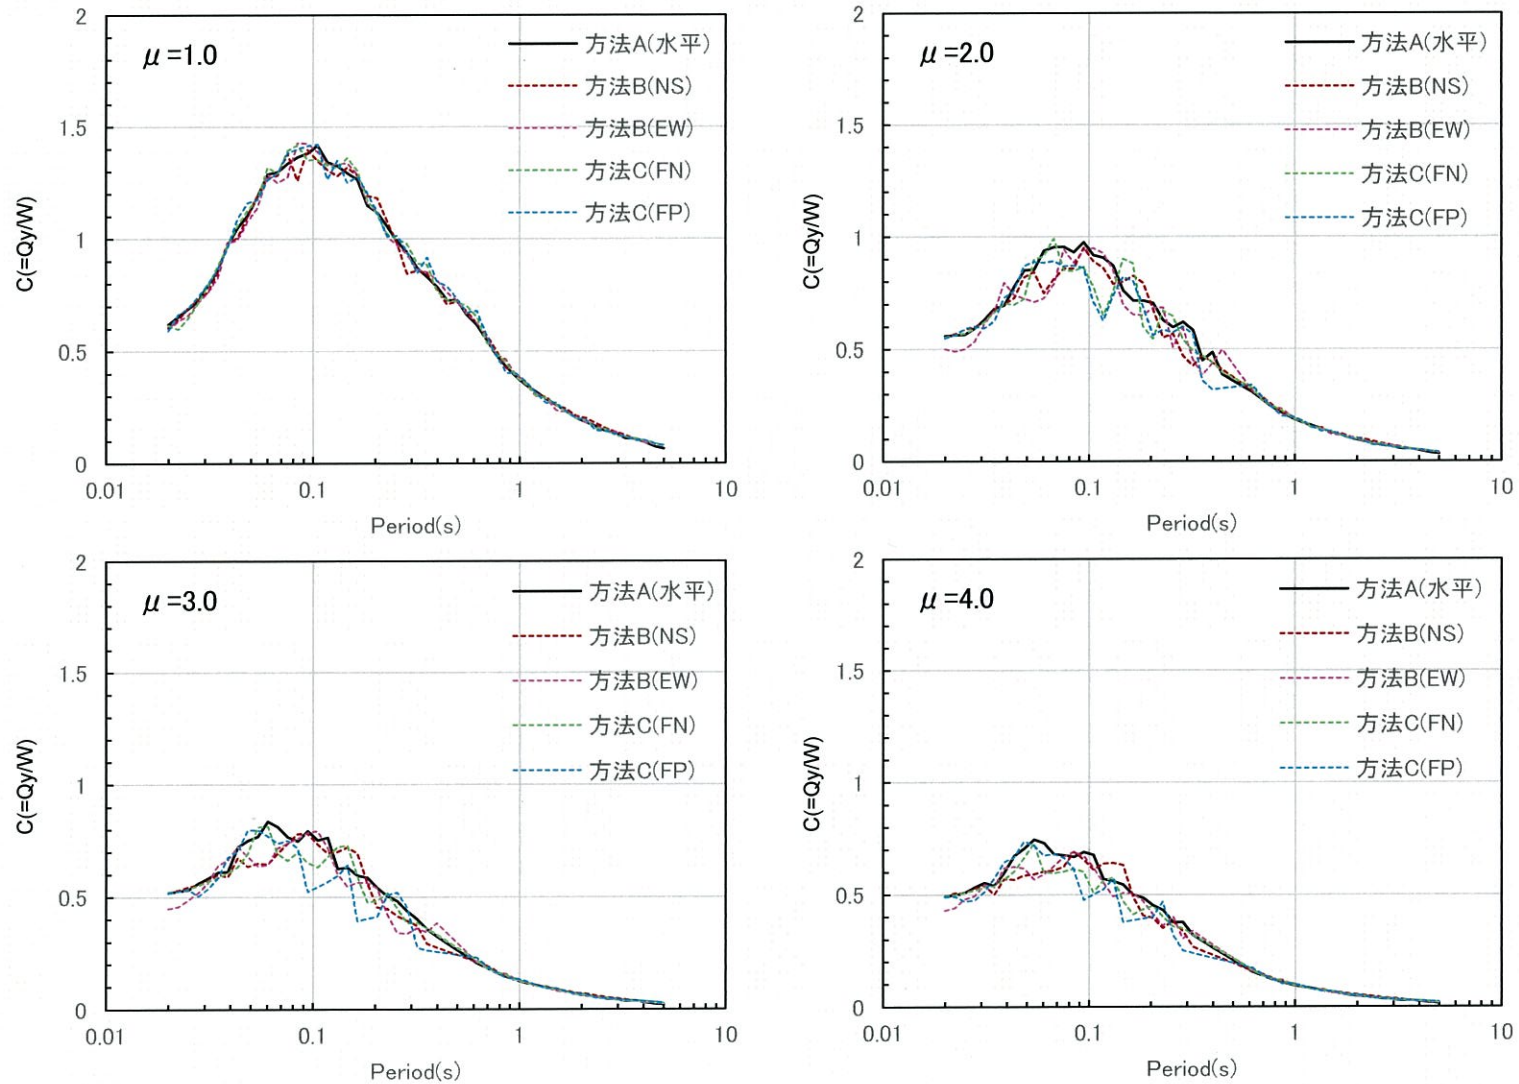 μ=1.0
方法A(水平)
方法B(NS)
方法B(EW)
方法C(FN)
方法C(FP)
2
1.5
1
0.5
0
C(=Qy/W)
0.01
0.1
1
10
Period(s)
μ=2.0
方法A(水平)
方法B(NS)
方法B(EW)
方法C(FN)
方法C(FP)
2
1.5
1
0.5
0
C(=Qy/W)
0.01
0.1
1
10
Period(s)
μ=3.0
方法A(水平)
方法B(NS)
方法B(EW)
方法C(FN)
方法C(FP)
2
1.5
1
0.5
0
C(=Qy/W)
0.01
0.1
1
10
Period(s)
μ=4.0
方法A(水平)
方法B(NS)
方法B(EW)
方法C(FN)
方法C(FP)
2
1.5
1
0.5
0
C(=Qy/W)
0.01
0.1
1
10
Period(s)